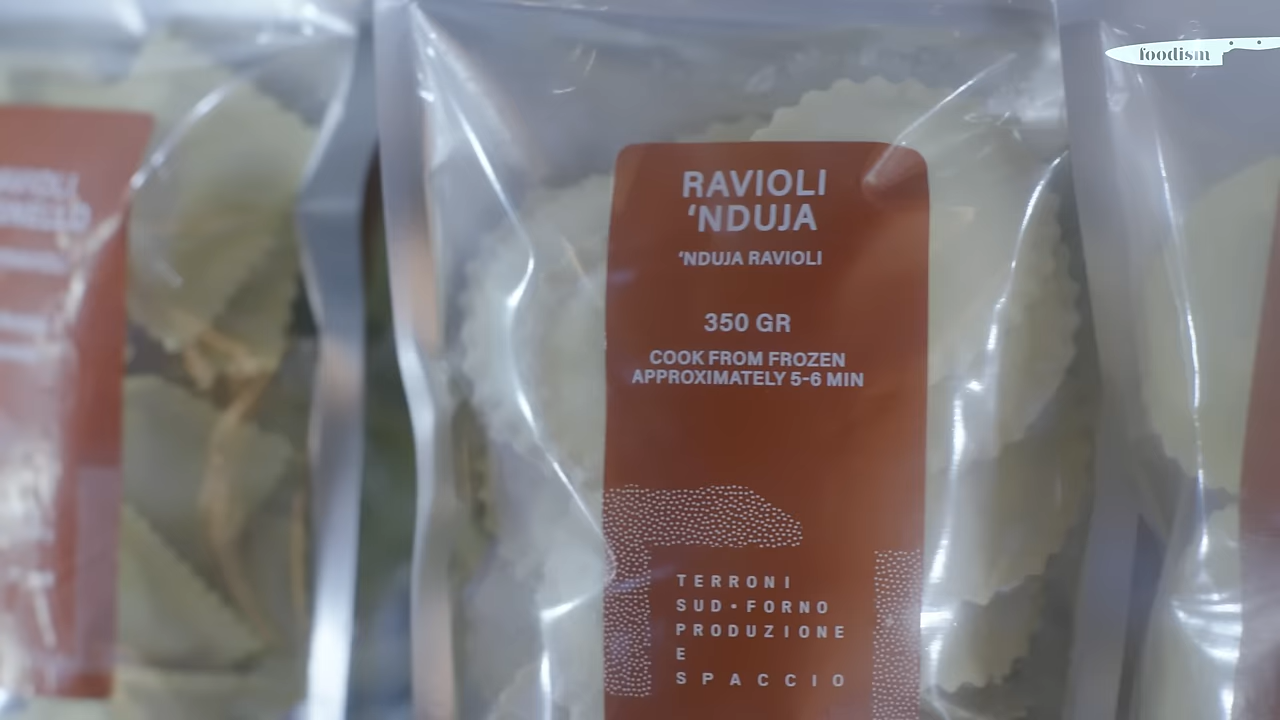 foodism
RAVIOLI
‘NDUJA
‘NDUJA RAVIOLI
350 GR
COOK FROM FROZEN
APPROXIMATELY 5-6 MIN
TERRONI
SUD•FORNO
PRODUZIONE
E
SPACCIO